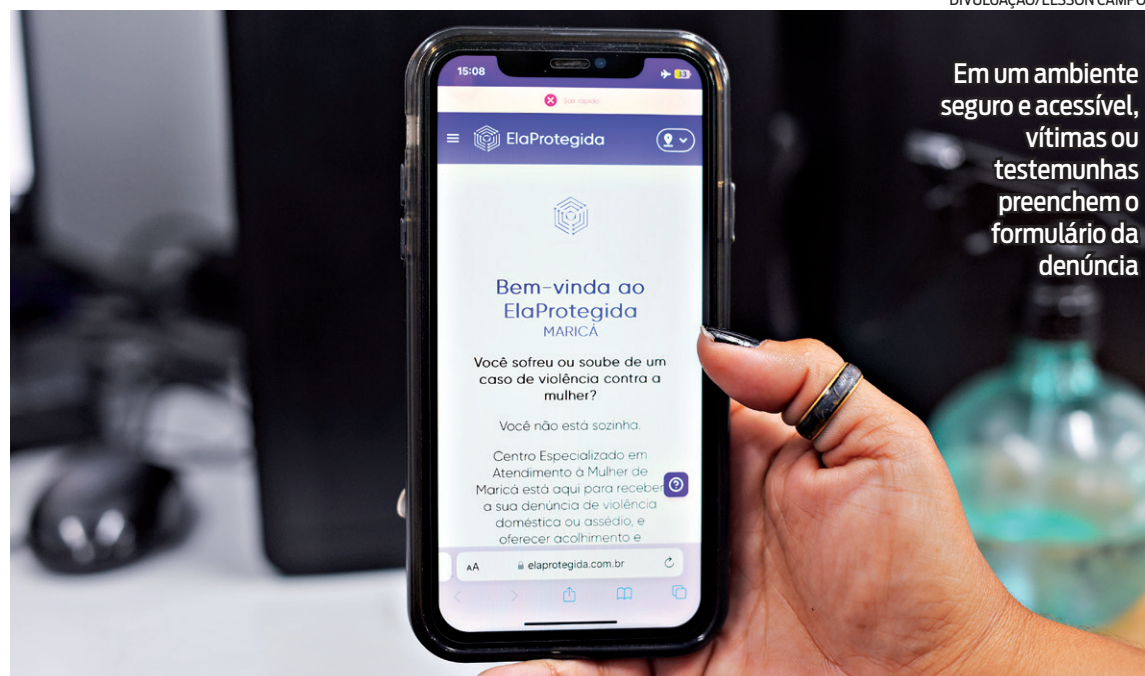 DIVULGAÇÃO/ELSSON CAMPO
Em um ambiente
seguro e acessível,
vítimas ou
testemunhas
preenchem o
formulário da
denúncia
15:08
33
Sair rápido
ElaProtegida
Bem-vinda ao
ElaProtegida
MARICÁ
Você sofreu ou soube de um
caso de violência contra a
mulher?
Você não está sozinha.
Centro Especializado em
Atendimento à Mulher de
Maricá está aqui para receber
a sua denúncia de violência
doméstica ou assédio, e
oferecer acolhimento e
AA elaprotegida.com.br